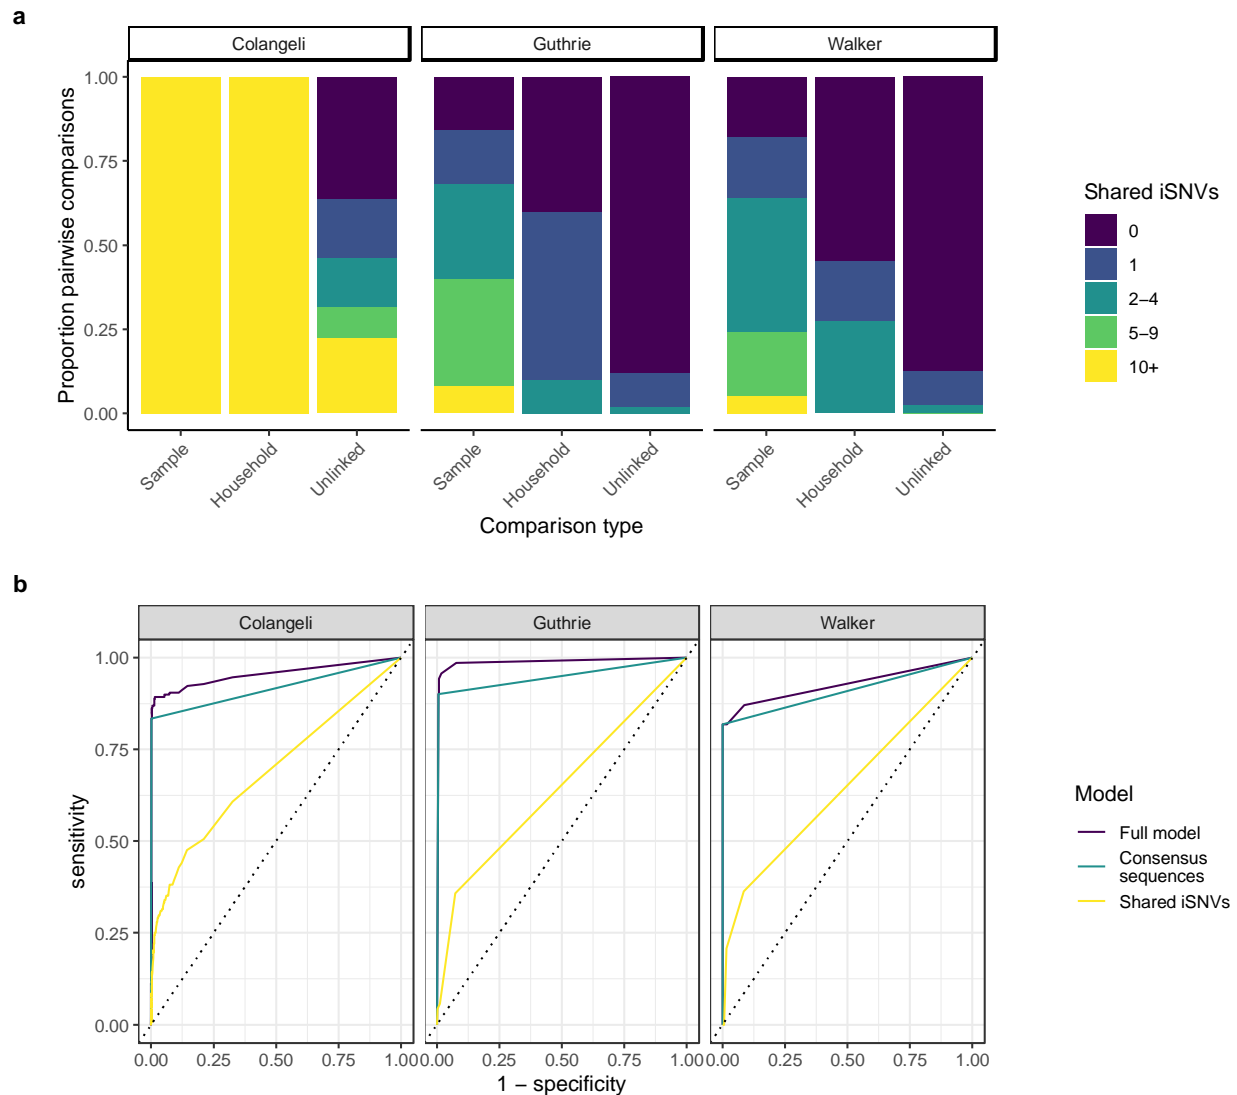 a
Colangeli Guthrie Walker
Proportion pairwise comparisons
1.00
0.75
0.50
0.25
0.00
Sample Household Unlinked Sample Household Unlinked Sample Household Unlinked
Comparison type
Shared iSNVs
0
1
2–4
5–9
10+
b
Colangeli Guthrie Walker
sensitivity
1.00
0.75
0.50
0.25
0.00
0.00 0.25 0.50 0.75 1.00 0.00 0.25 0.50 0.75 1.00 0.00 0.25 0.50 0.75 1.00
1 − specificity
Model
Full model
Consensus
sequences
Shared iSNVs